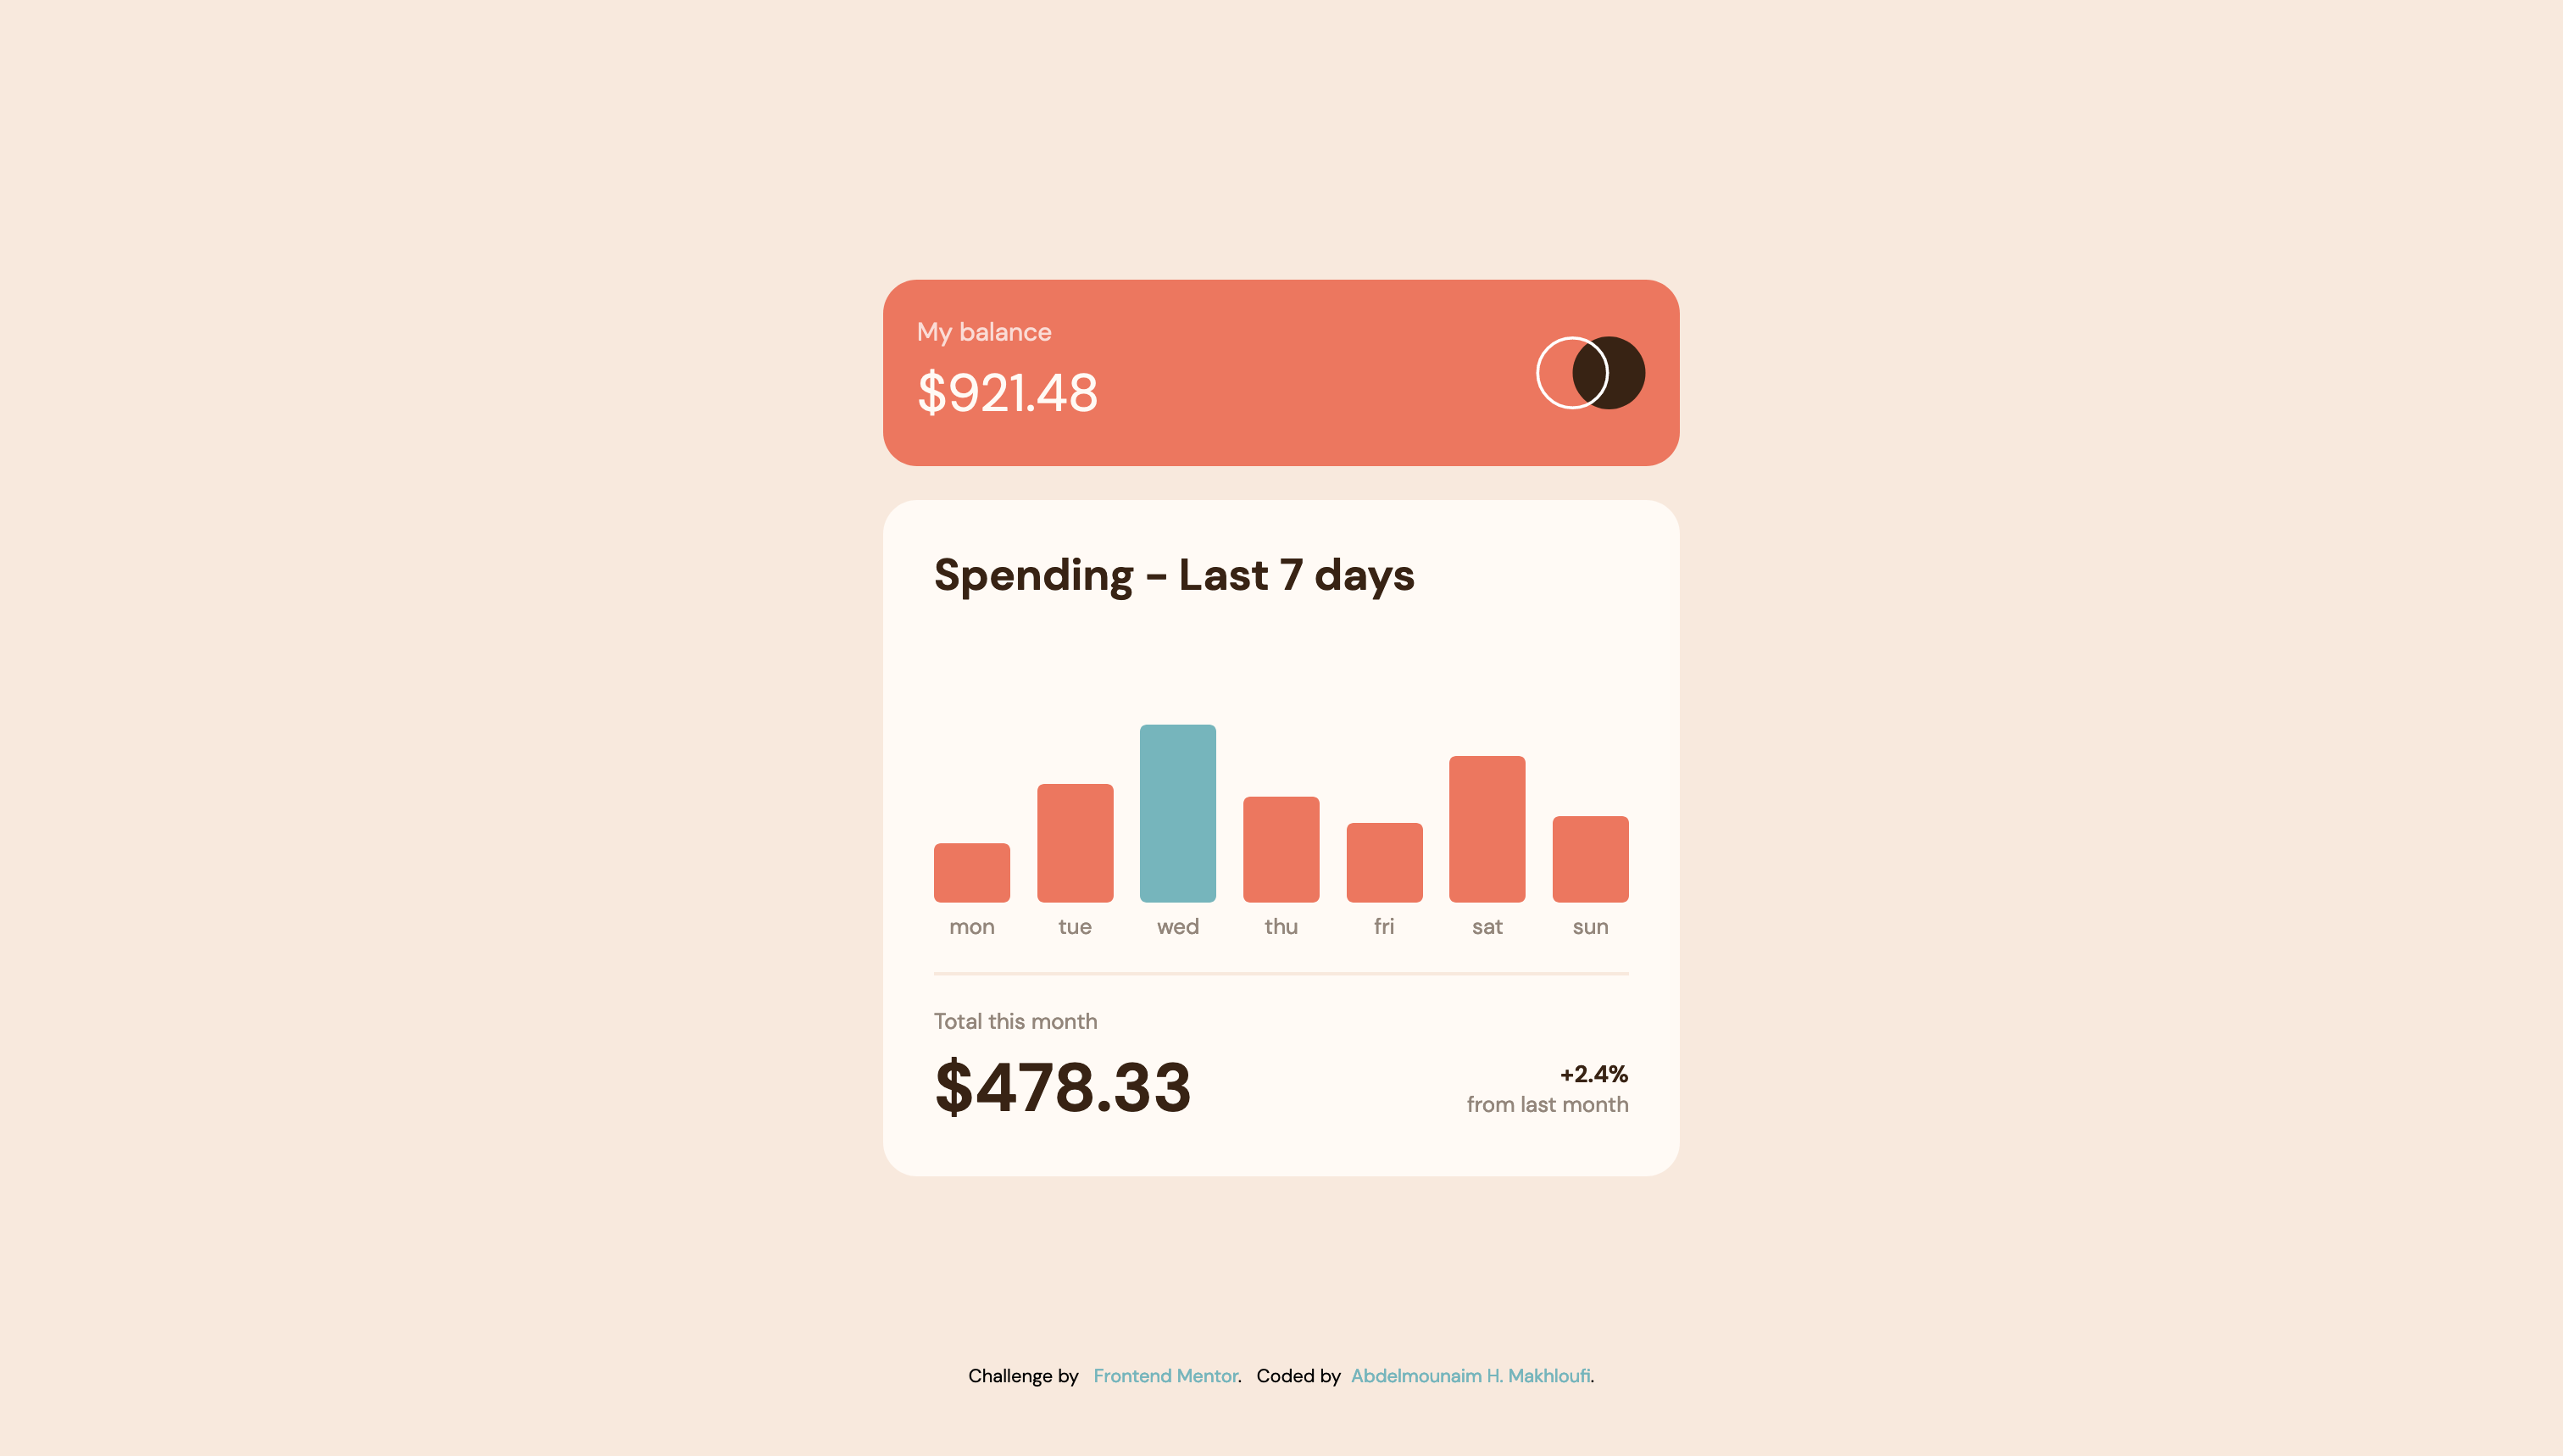 My balance
$921.48
Spending - Last 7 days
mon tue wed thu fri sat sun
Total this month
$478.33
+2.4%
from last month
Challenge by Frontend Mentor. Coded by Abdelmounaim H. Makhloufi.